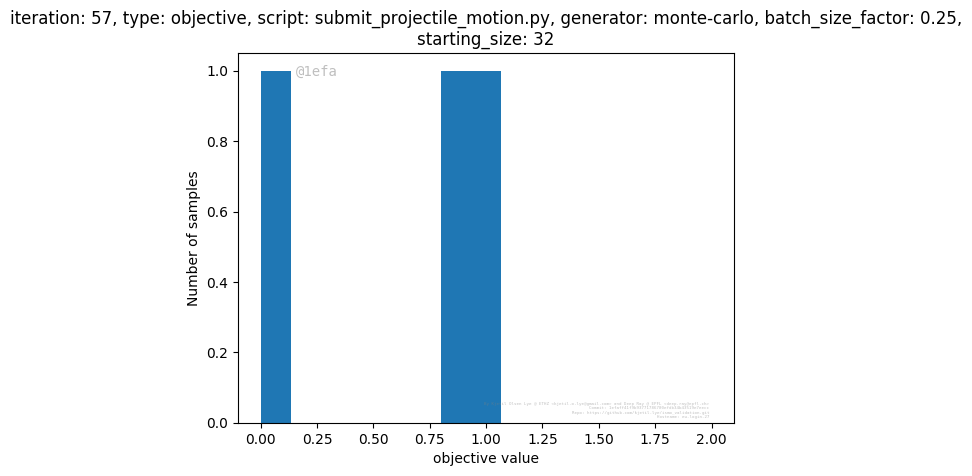 iteration: 57, type: objective, script: submit_projectile_motion.py, generator: monte-carlo, batch_size_factor: 0.25,
starting_size: 32
@1efa
1.0
0.8
0.6
0.4
0.2
0.0
Number of samples
0.00 0.25 0.50 0.75 1.00 1.25 1.50 1.75 2.00
objective value